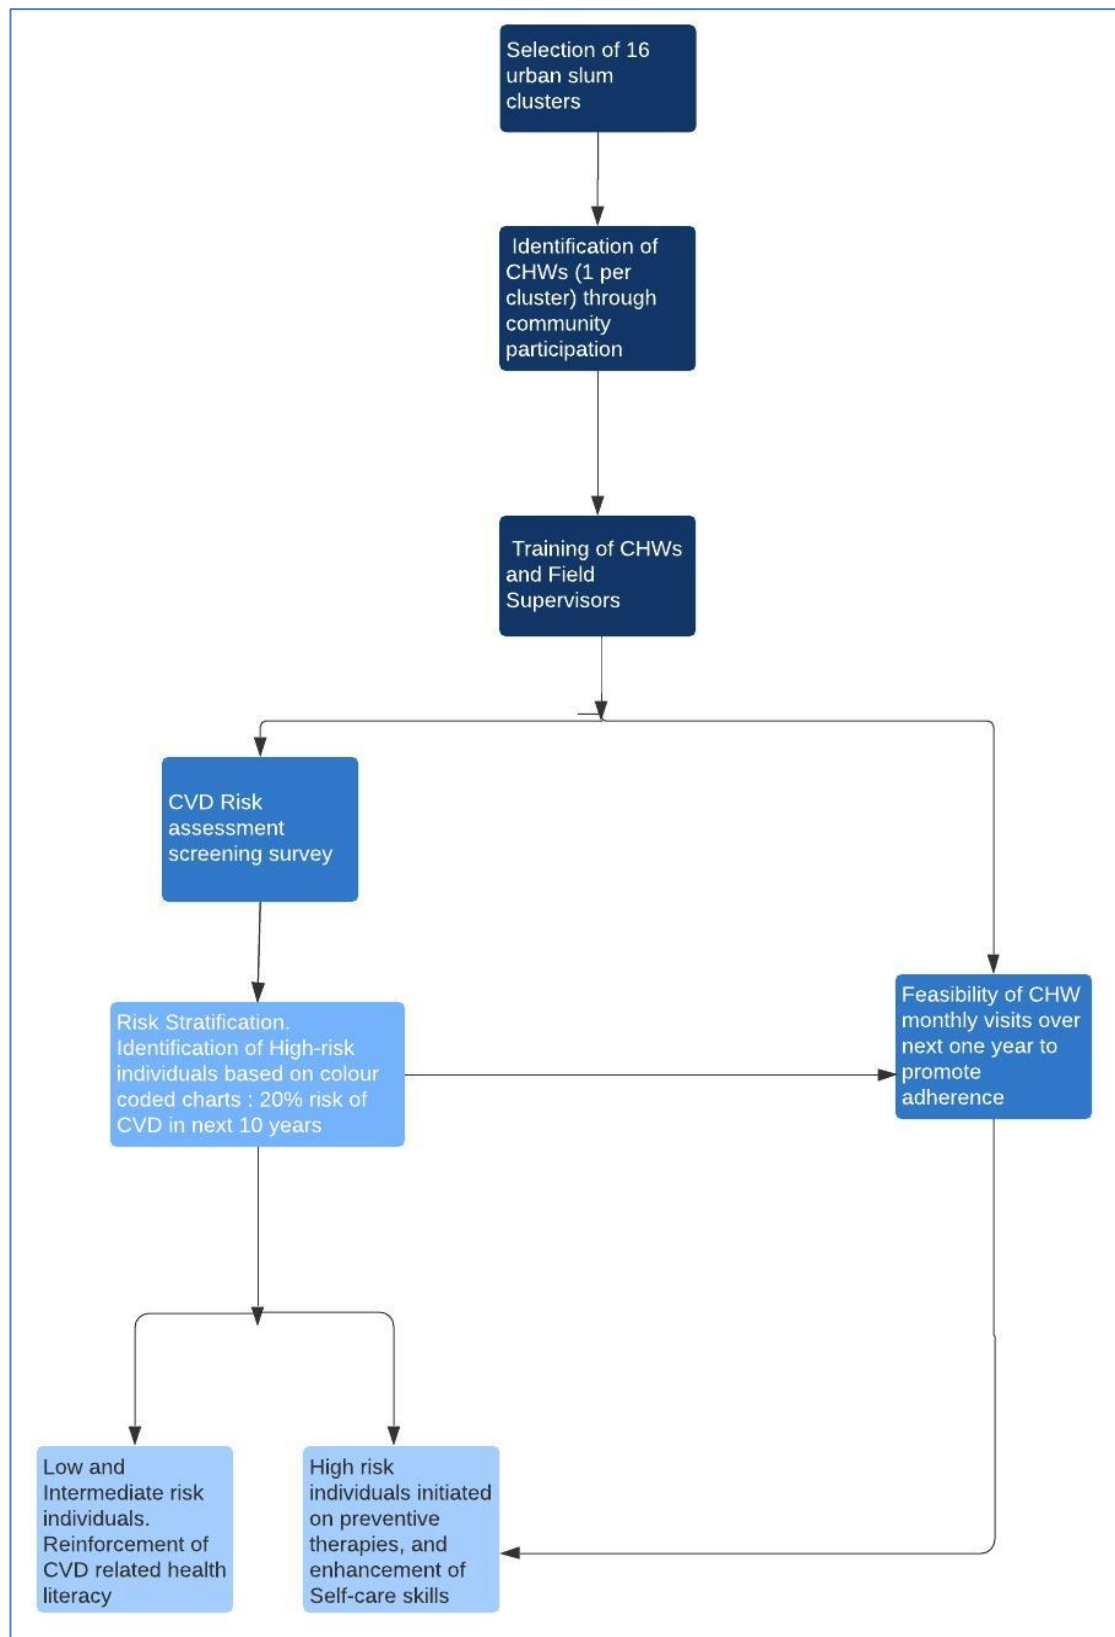 Selection of 16
urban slum
clusters
Identification of
CHWs (1 per
cluster) through
community
participation
Training of CHWs
and Field
Supervisors
CVD Risk
assessment
screening survey
Risk Stratification.
Identification of High-risk
individuals based on colour
coded charts : 20% risk of
CVD in next 10 years
Feasibility of CHW
monthly visits over
next one year to
promote
adherence
Low and
Intermediate risk
individuals.
Reinforcement of
CVD related health
literacy
High risk
individuals initiated
on preventive
therapies, and
enhancement of
Self-care skills